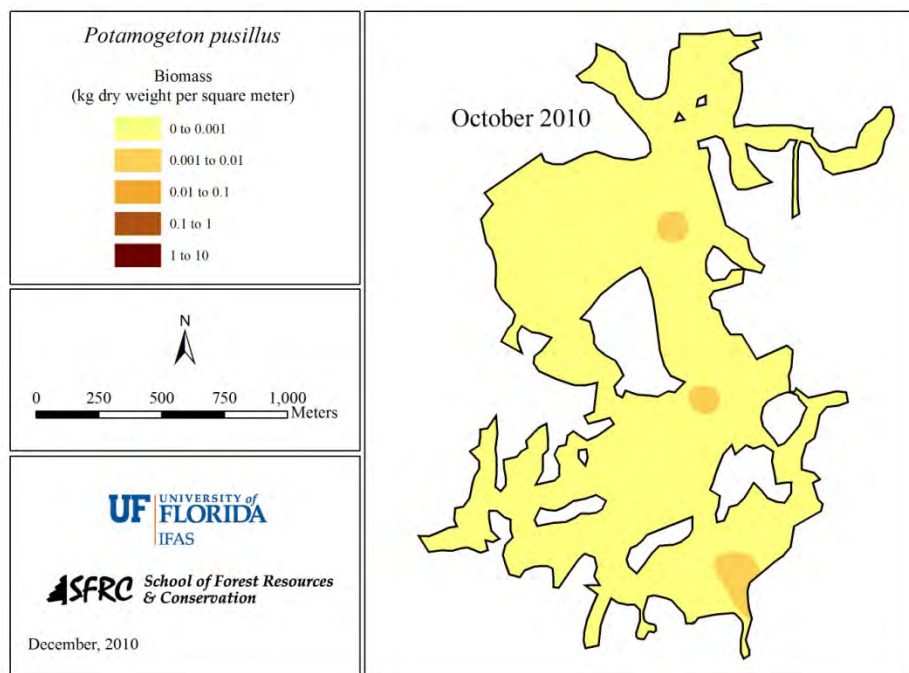 Potamogeton pusillus
Biomass
(kg dry weight per square meter)
0 to 0.001
0.001 to 0.01
0.01 to 0.1
0.1 to 1
1 to 10
N
0 250 500 750 1,000
Meters
UF UNIVERSITY of
FLORIDA
IFAS
SFRC School of Forest Resources
& Conservation
December, 2010
October 2010